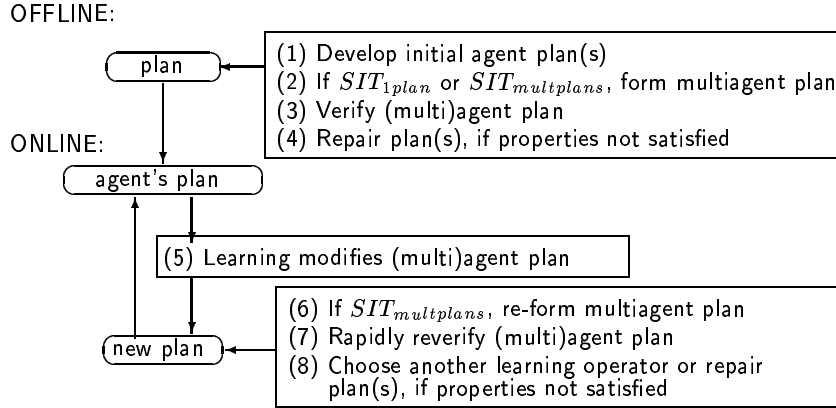 OFFLINE:
plan
(1) Develop initial agent plan(s)
(2) If SIT1plan or SITmultplans, form multiagent plan
(3) Verify (multi)agent plan
(4) Repair plan(s), if properties not satisfied
ONLINE:
agent's plan
(5) Learning modifies (multi)agent plan
new plan
(6) If SITmultplans, re-form multiagent plan
(7) Rapidly reverify (multi)agent plan
(8) Choose another learning operator or repair
plan(s), if properties not satisfied